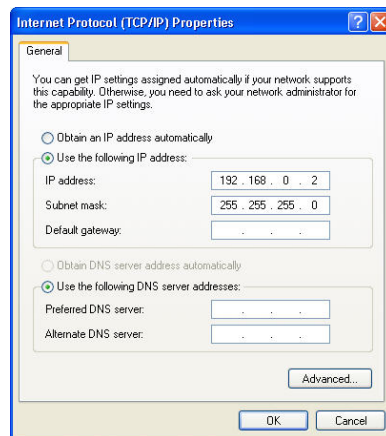 Internet Protocol (TCP/IP) Properties
General
You can get IP settings assigned automatically if your network supports
this capability. Otherwise, you need to ask your network administrator for
the appropriate IP settings.
Obtain an IP address automatically
Use the following IP address:
IP address: 192 . 168 . 0 . 2
Subnet mask: 255 . 255 . 255 . 0
Default gateway: . . .
Obtain DNS server address automatically
Use the following DNS server addresses:
Preferred DNS server: . . .
Alternate DNS server: . . .
Advanced...
OK Cancel